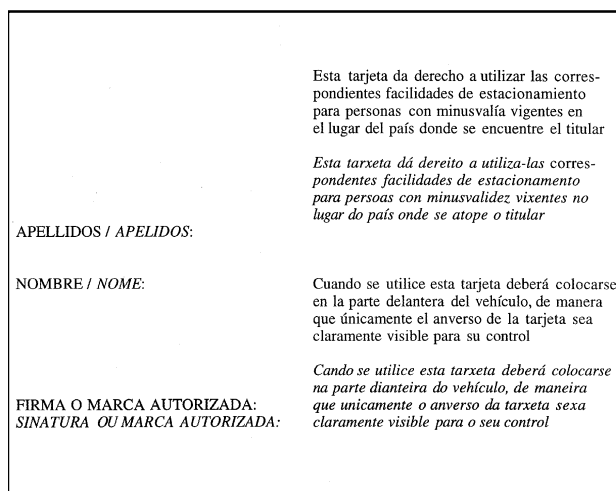 Esta tarjeta da derecho a utilizar las corres-
pondientes facilidades de estacionamiento
para personas con minusvalía vigentes en
el lugar del país donde se encuentre el titular
Esta tarxeta dá dereito a utiliza-las corres-
pondentes facilidades de estacionamento
para persoas con minusvalidez vixentes no
lugar do país onde se atope o titular
APELLIDOS / APELIDOS:
NOMBRE / NOME:
Cuando se utilice esta tarjeta deberá colocarse
en la parte delantera del vehículo, de manera
que únicamente el anverso de la tarjeta sea
claramente visible para su control
Cando se utilice esta tarxeta deberá colocarse
na parte dianteira do vehículo, de maneira
que unicamente o anverso da tarxeta sexa
claramente visible para o seu control
FIRMA O MARCA AUTORIZADA:
SINATURA OU MARCA AUTORIZADA: